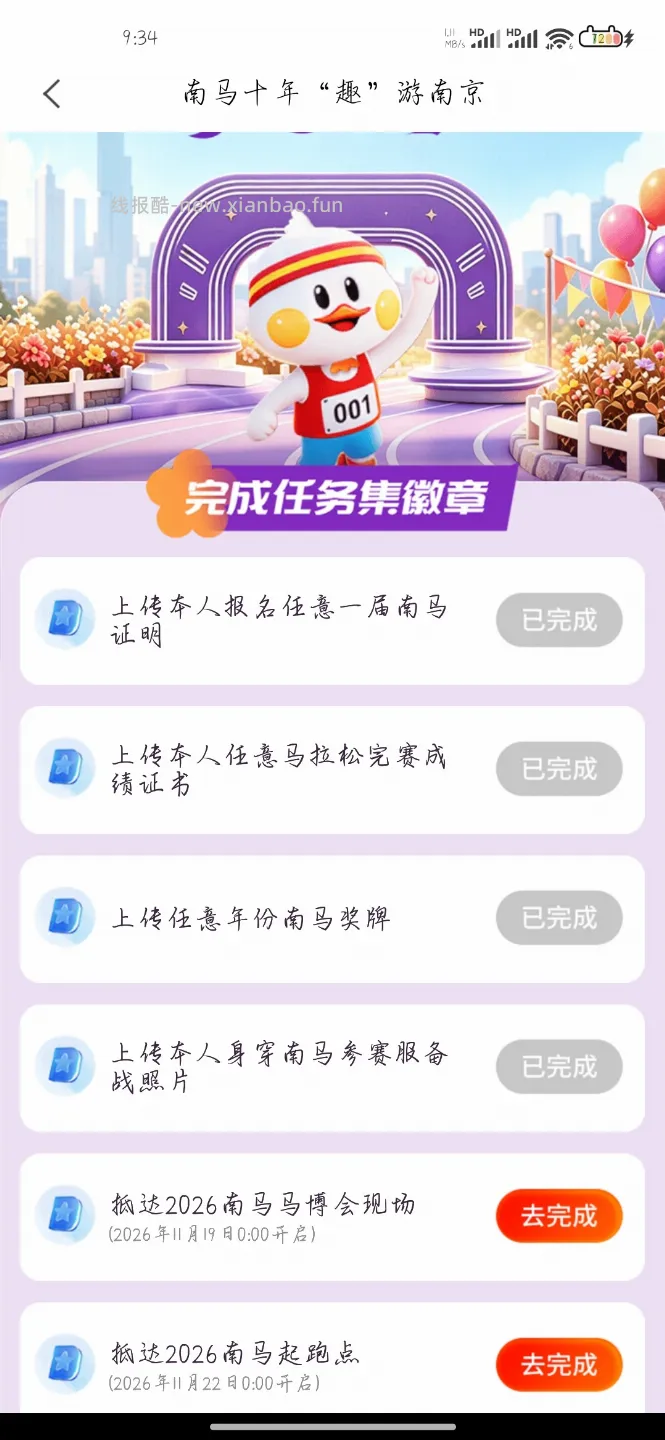 9:34
1.11
MB/s
HD
HD
6
南马十年“趣”游南京
线报酷-new.xianbao.fun
001
完成任务集徽章
上传本人报名任意一届南马
证明
已完成
上传本人任意马拉松完赛成
绩证书
已完成
上传任意年份南马奖牌
已完成
上传本人身穿南马参赛服备
战照片
已完成
抵达2026南马马博会现场
(2026年11月19日0:00开启)
去完成
抵达2026南马起跑点
(2026年11月22日0:00开启)
去完成